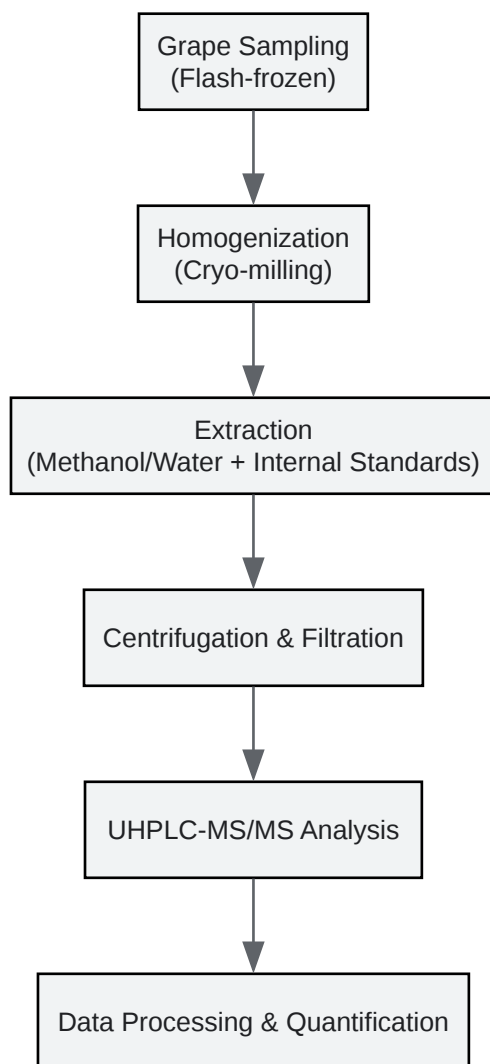 Grape Sampling
(Flash-frozen)
Homogenization
(Cryo-milling)
Extraction
(Methanol/Water + Internal Standards)
Centrifugation & Filtration
UHPLC-MS/MS Analysis
Data Processing & Quantification